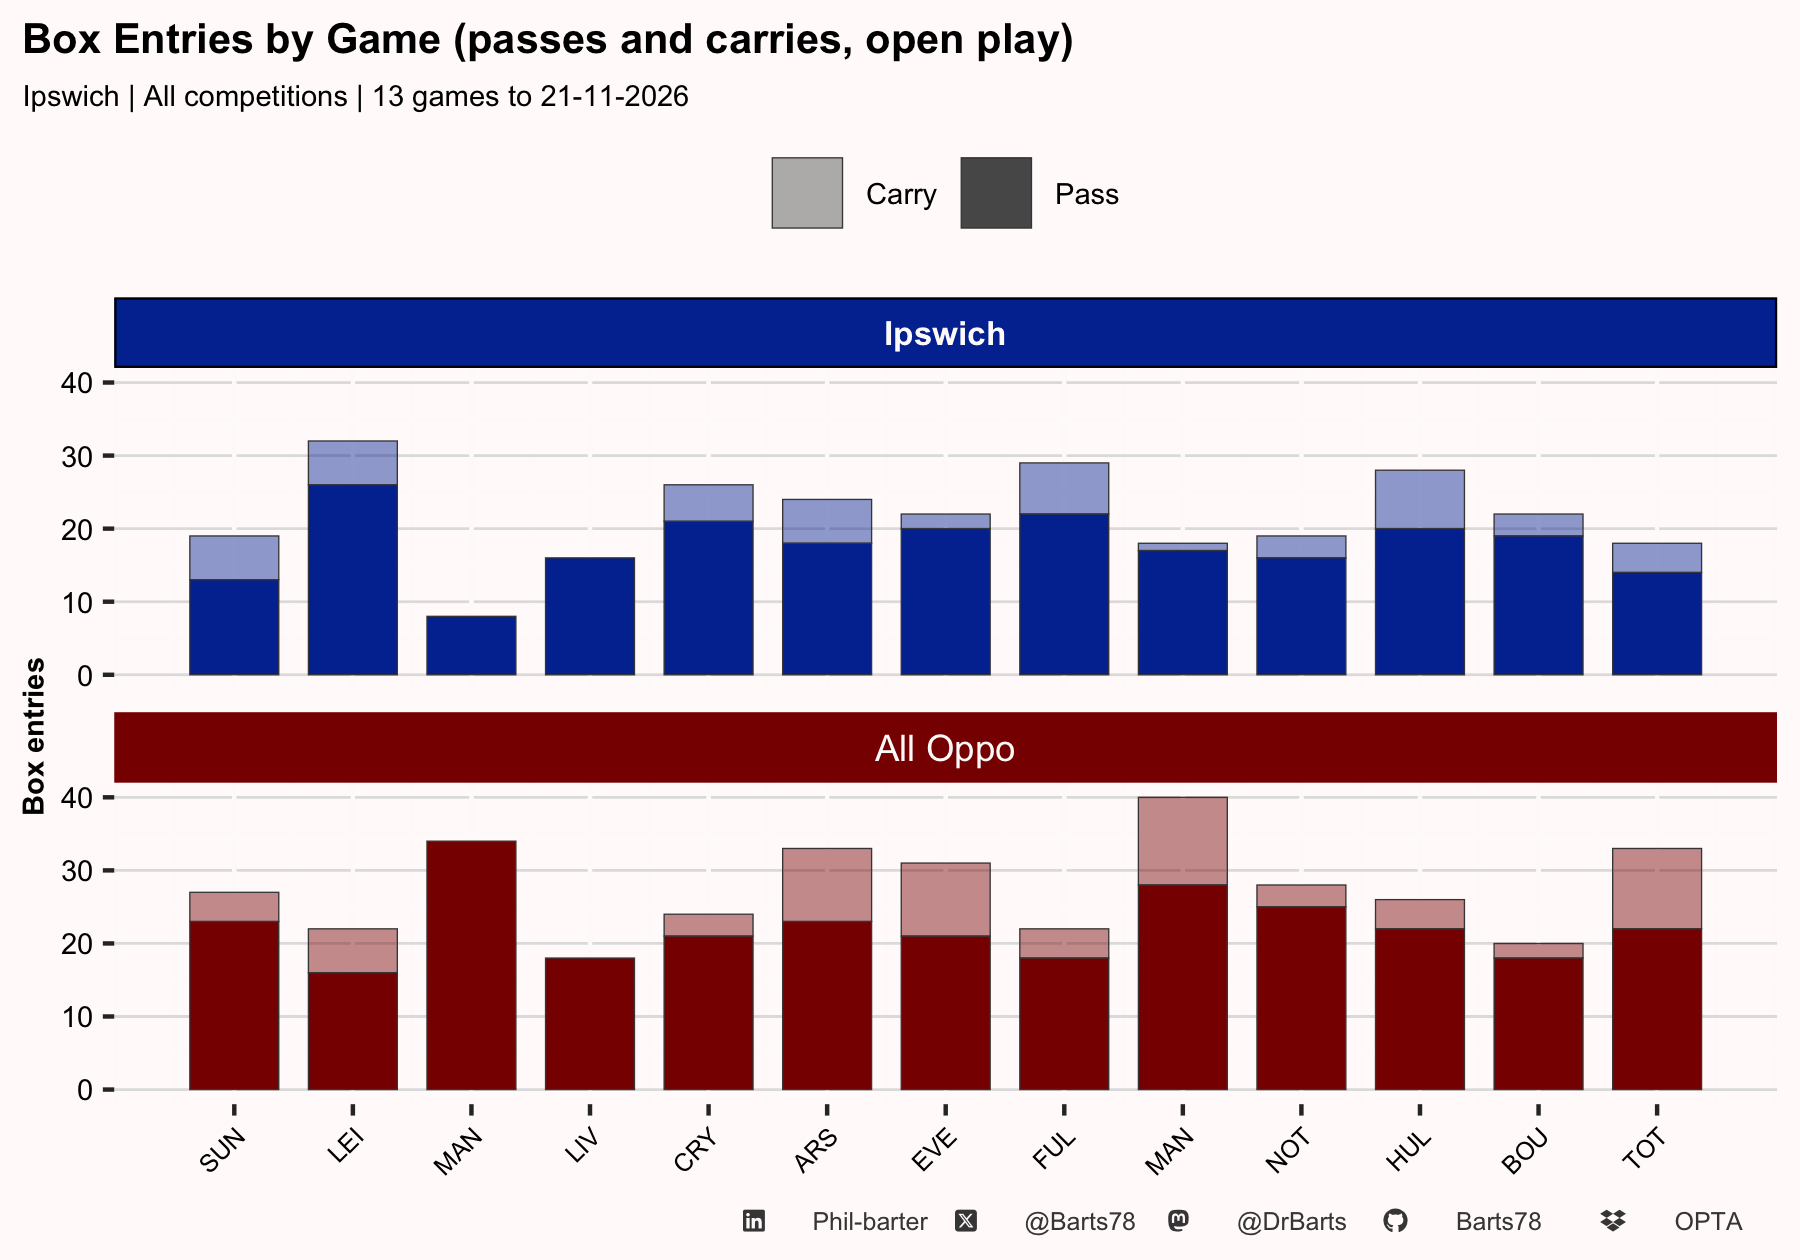 Box Entries by Game (passes and carries, open play)
Ipswich | All competitions | 13 games to 21-11-2026
Carry Pass
Ipswich
40
30
20
10
0
Box entries
All Oppo
40
30
20
10
0
SUN LEI MAN LIV CRY ARS EVE FUL MAN NOT HUL BOU TOT
Phil-barter @Barts78 @DrBarts Barts78 OPTA